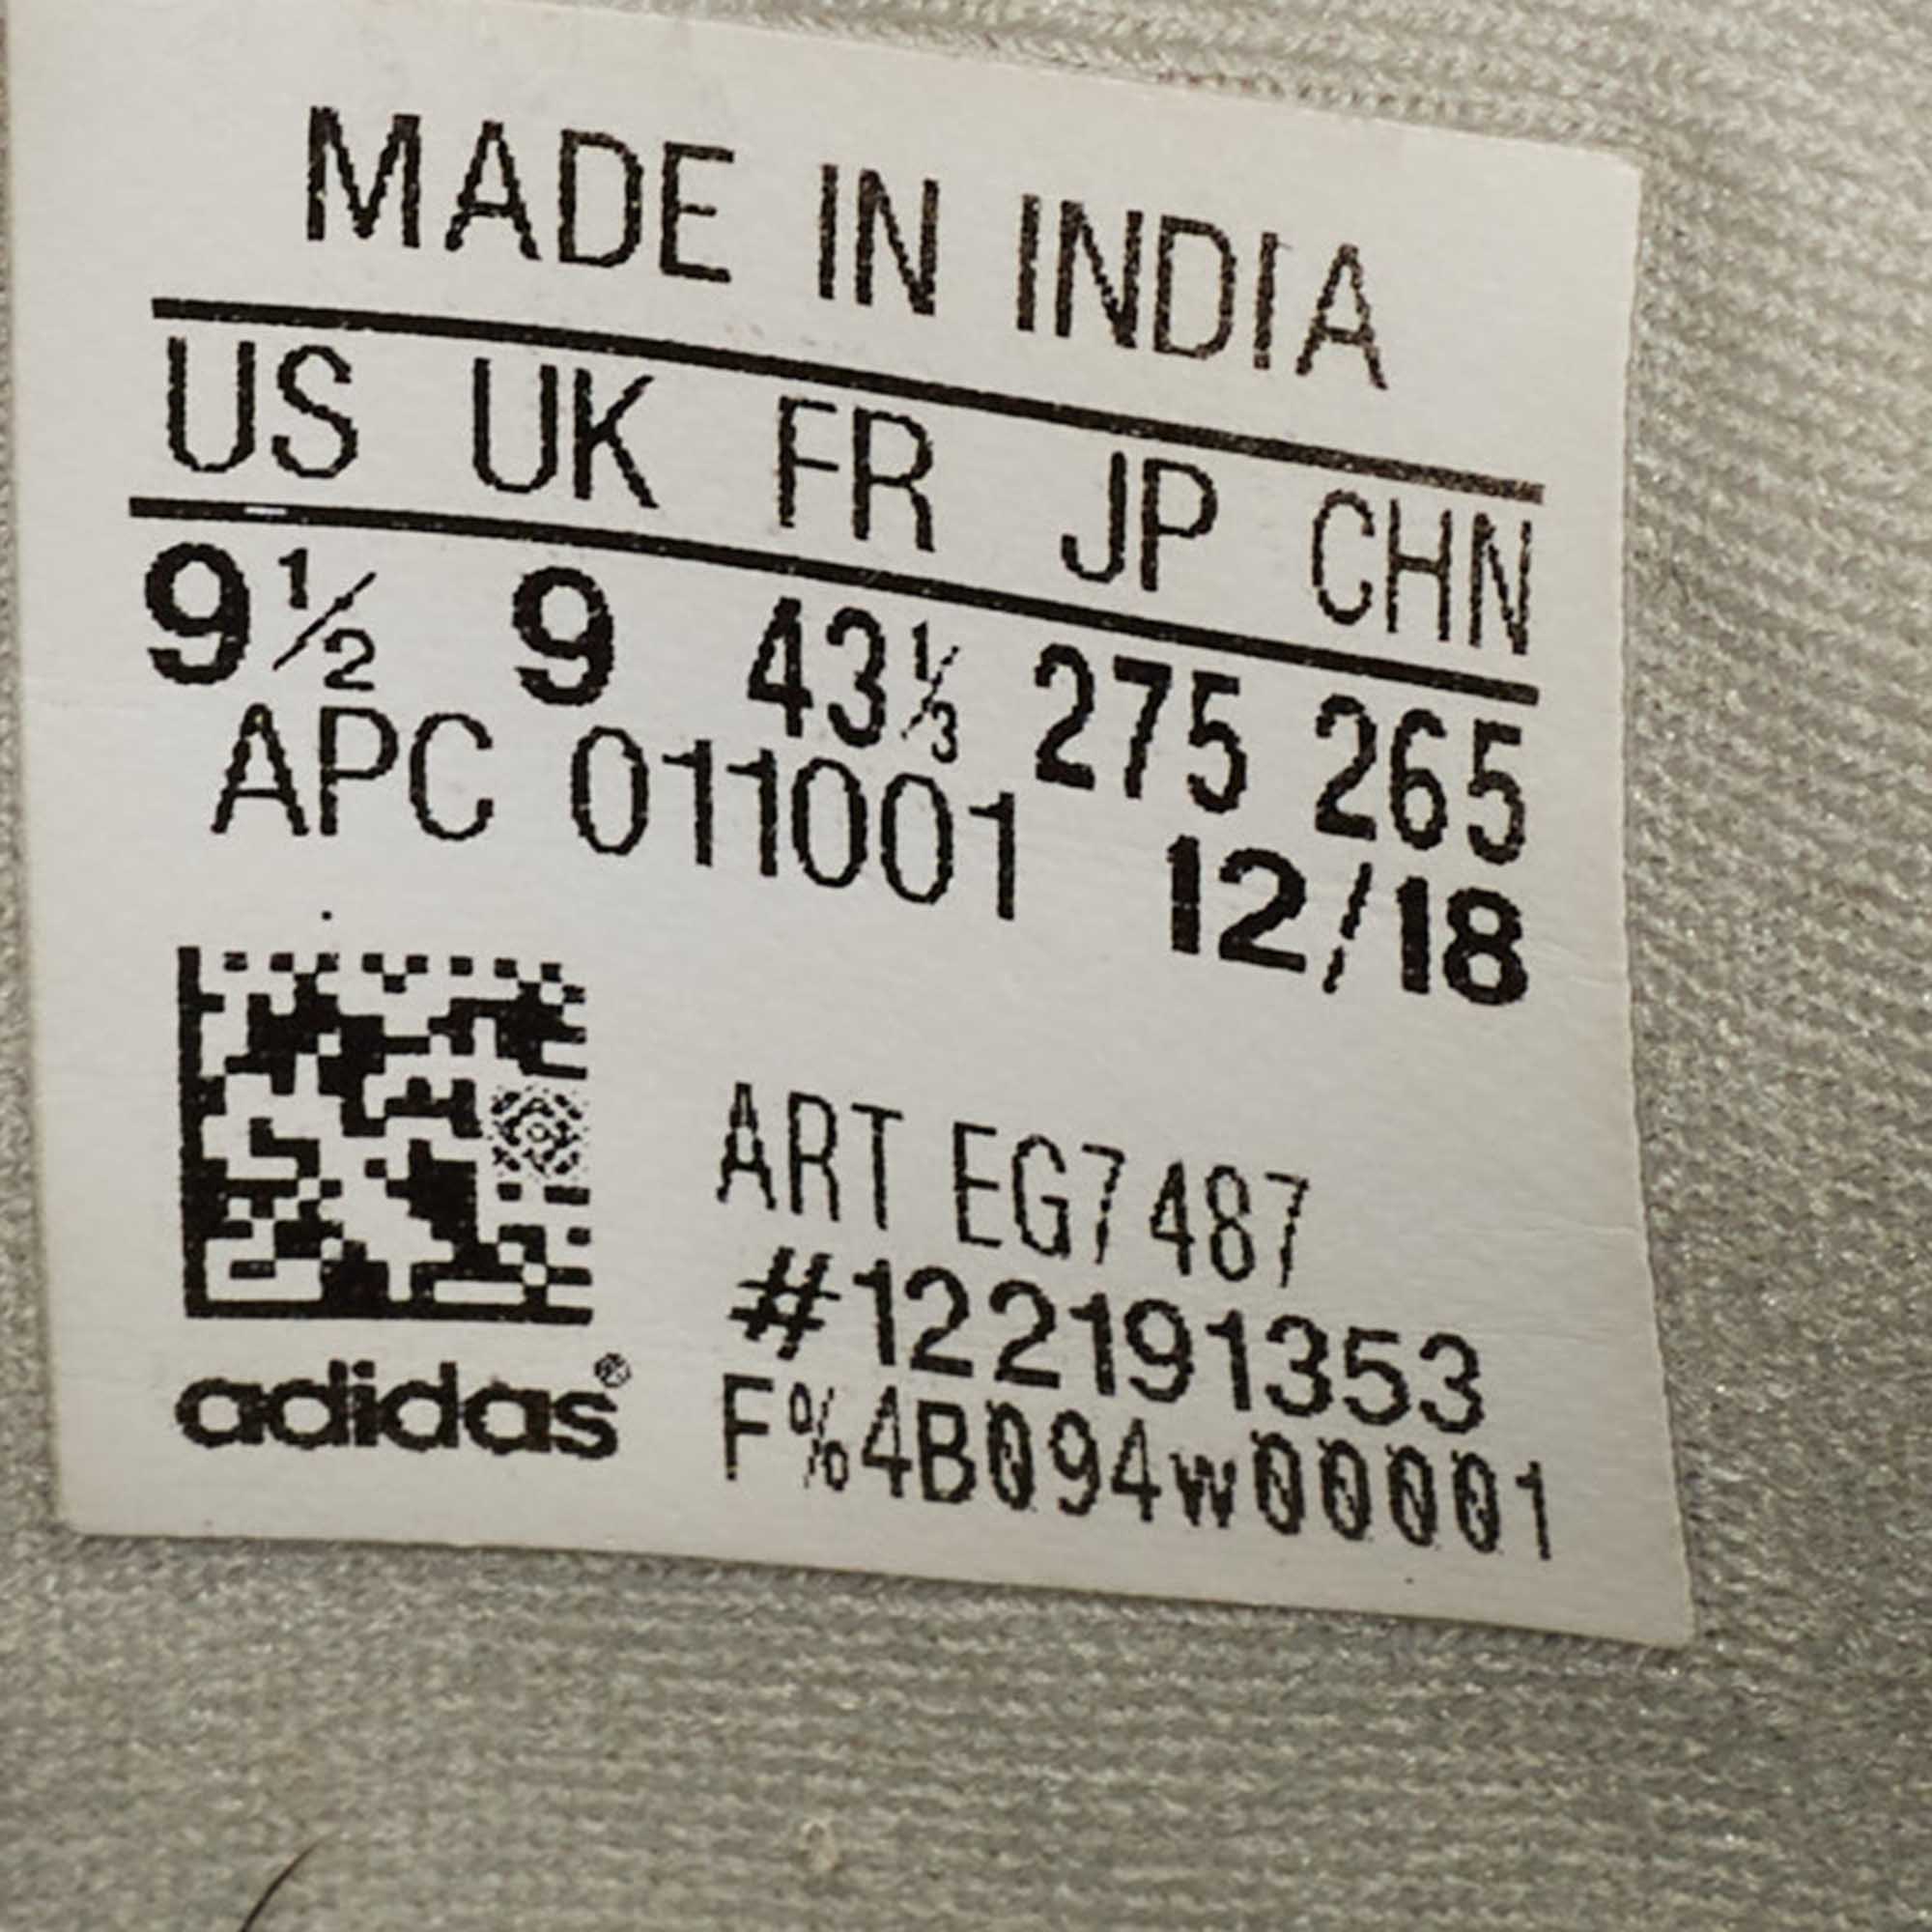 MADE IN INDIA
US UK FR JP CHN
9½ 9 43⅓ 275 265
APC 011001 12/18
ART EG7487
#122191353
adidas®
F%4B094w00001